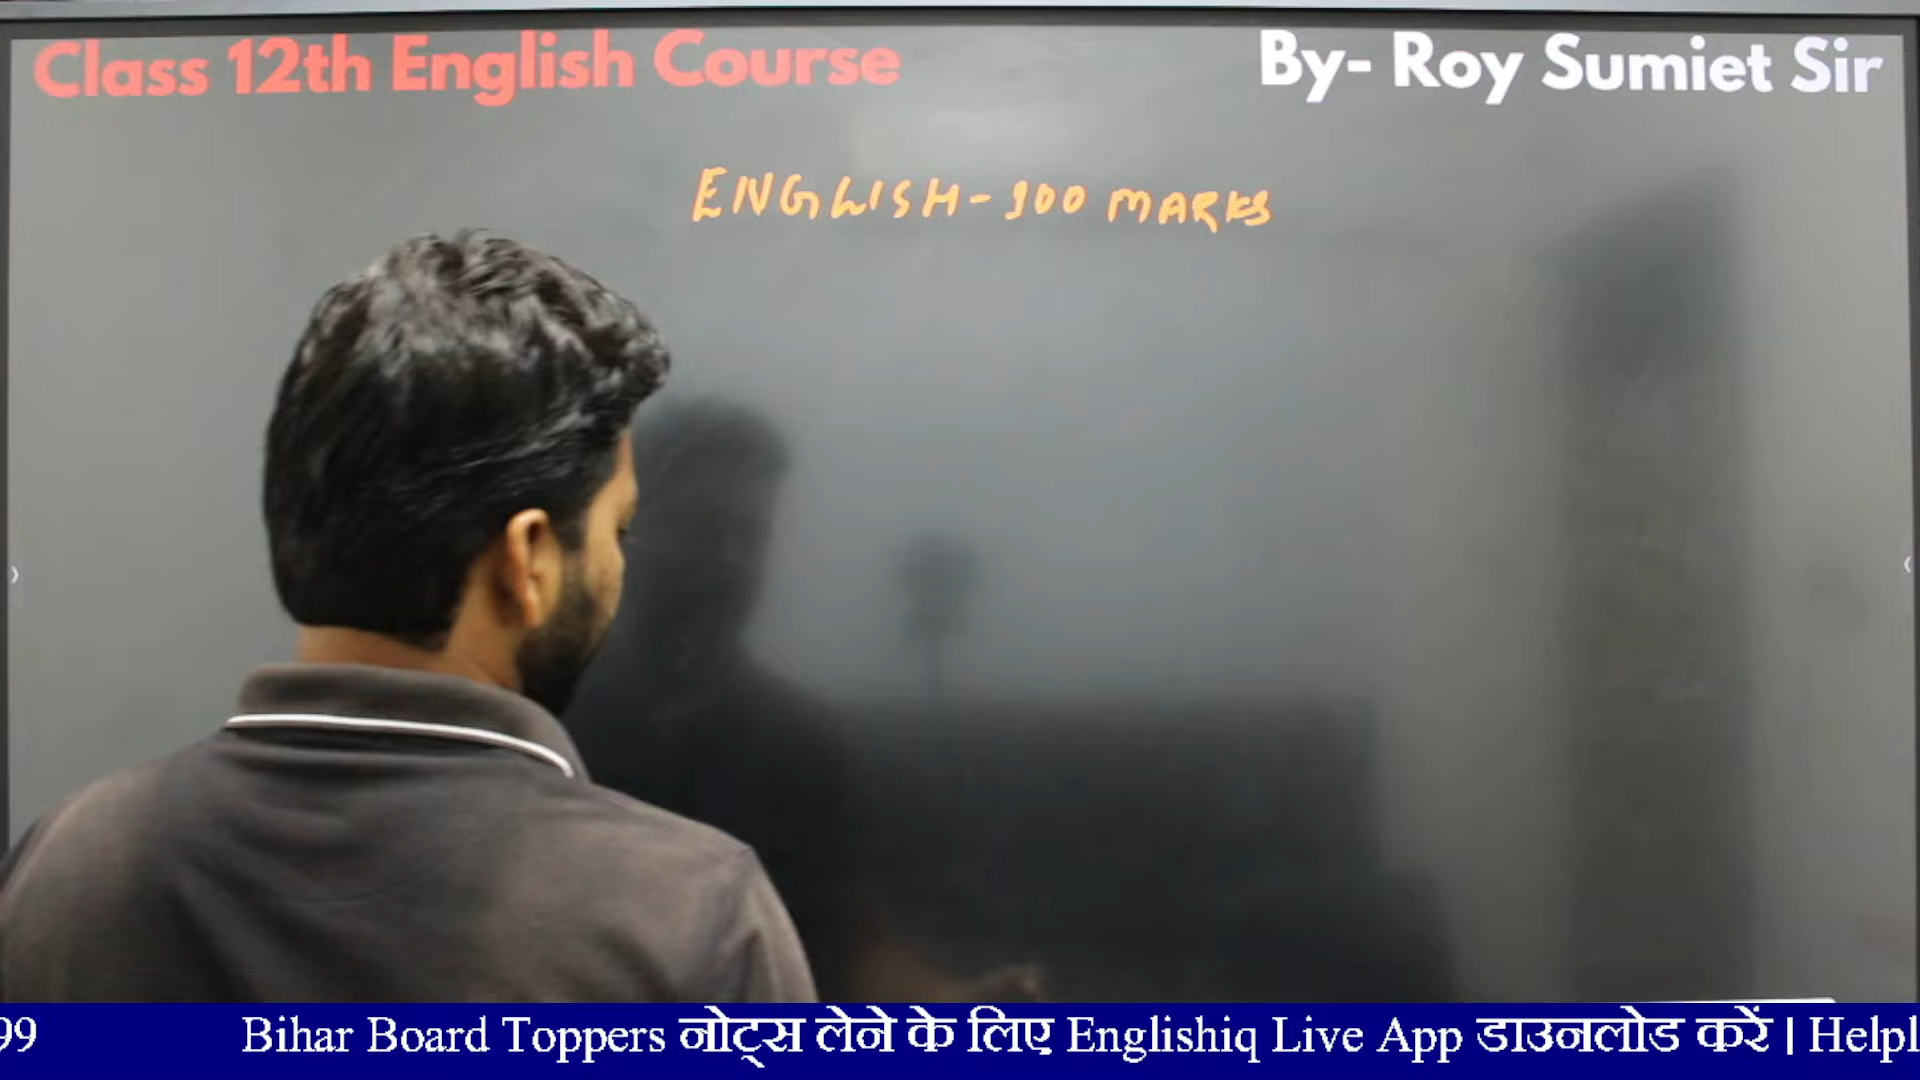 Class 12th English Course
By- Roy Sumiet Sir
ENGLISH-100 MARKS
99 Bihar Board Toppers नोट्स लेने के लिए Englishiq Live App डाउनलोड करें | Helpl